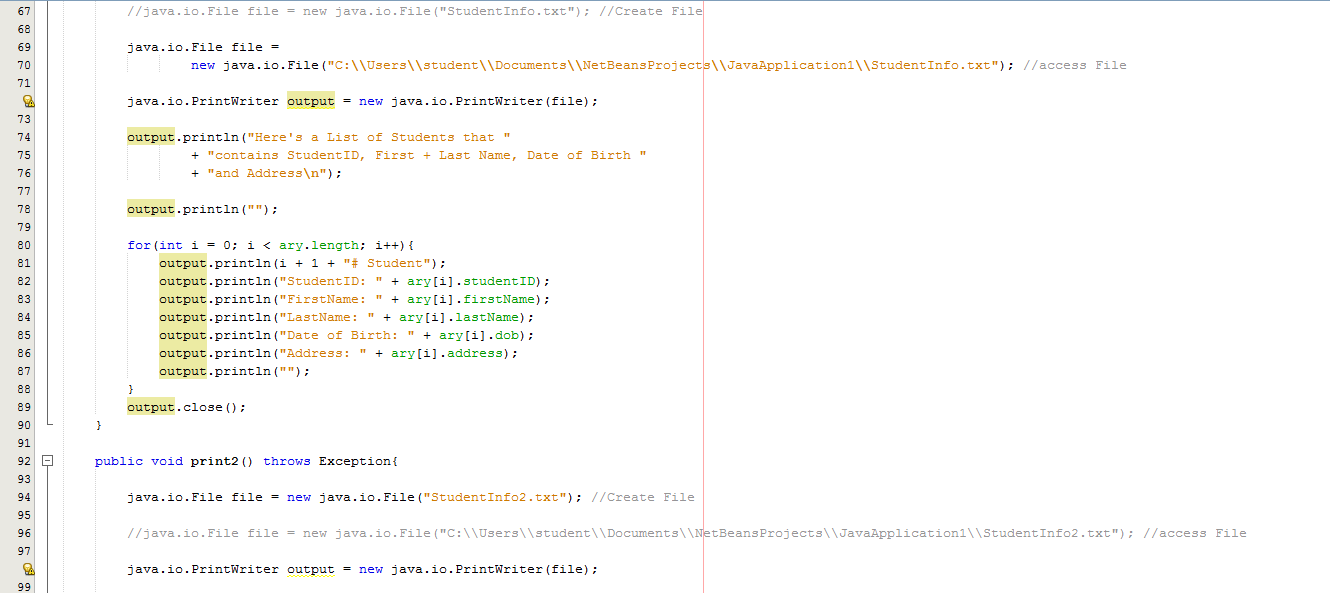 67 //java.io.File file = new java.io.File("StudentInfo.txt"); //Create File
68
69 java.io.File file =
70 new java.io.File("C:\\Users\\student\\Documents\\NetBeansProjects\\JavaApplication1\\StudentInfo.txt"); //access File
71
java.io.PrintWriter output = new java.io.PrintWriter(file);
73
74 output.println("Here's a List of Students that "
75 + "contains StudentID, First + Last Name, Date of Birth "
76 + "and Address\n");
77
78 output.println("");
79
80 for(int i = 0; i < ary.length; i++){
81 output.println(i + 1 + "# Student");
82 output.println("StudentID: " + ary[i].studentID);
83 output.println("FirstName: " + ary[i].firstName);
84 output.println("LastName: " + ary[i].lastName);
85 output.println("Date of Birth: " + ary[i].dob);
86 output.println("Address: " + ary[i].address);
87 output.println("");
88 }
89 output.close();
90 }
91
92 public void print2() throws Exception{
93
94 java.io.File file = new java.io.File("StudentInfo2.txt"); //Create File
95
96 //java.io.File file = new java.io.File("C:\\Users\\student\\Documents\\NetBeansProjects\\JavaApplication1\\StudentInfo2.txt"); //access File
97
java.io.PrintWriter output = new java.io.PrintWriter(file);
99